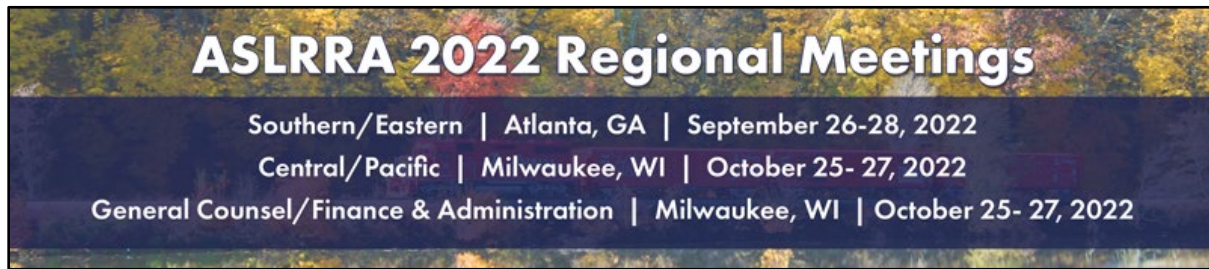 ASLRRA 2022 Regional Meetings
Southern/Eastern | Atlanta, GA | September 26-28, 2022
Central/Pacific | Milwaukee, WI | October 25- 27, 2022
General Counsel/Finance & Administration | Milwaukee, WI | October 25- 27, 2022